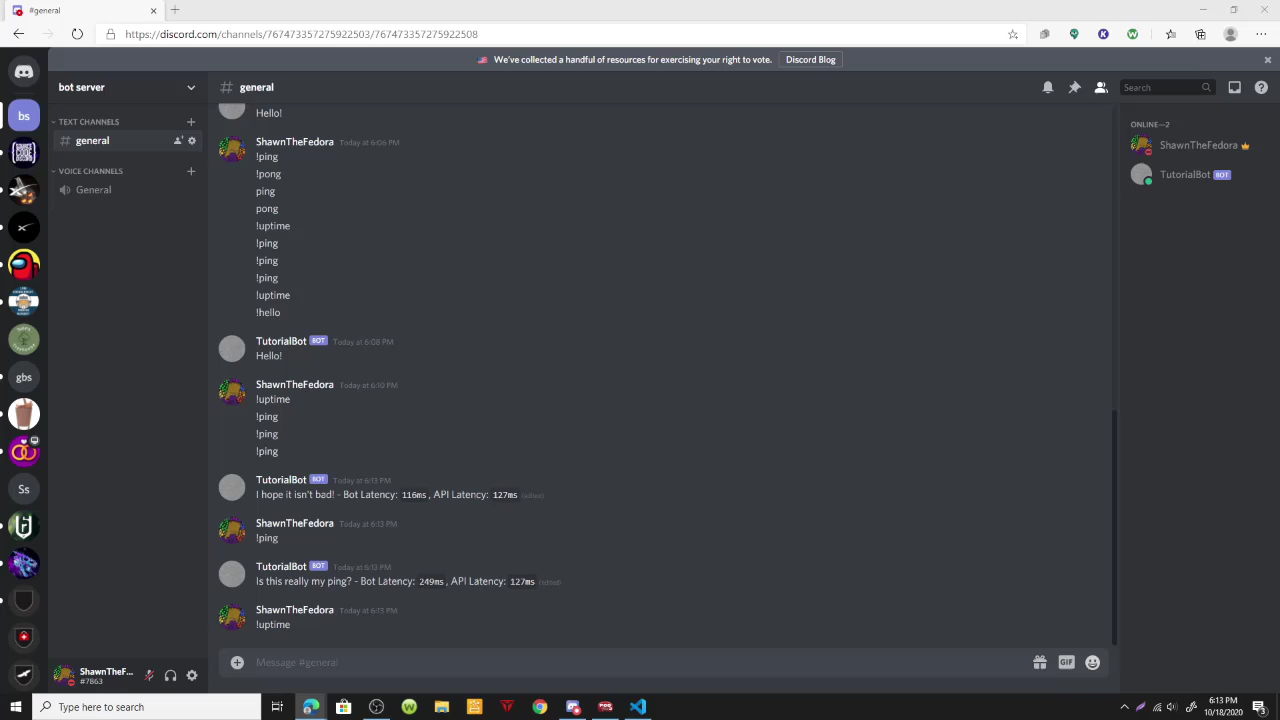 #general
https://discord.com/channels/767473357275922503/767473357275922508
We've collected a handful of resources for exercising your right to vote.
Discord Blog
bot server
general
Search
TEXT CHANNELS
general
VOICE CHANNELS
General
bs
gbs
Ss
Hello!
ShawnTheFedora Today at 6:06 PM
!ping
!pong
ping
pong
!uptime
!ping
!ping
!ping
!uptime
!hello
TutorialBot BOT Today at 6:08 PM
Hello!
ShawnTheFedora Today at 6:10 PM
!uptime
!ping
!ping
!ping
TutorialBot BOT Today at 6:13 PM
I hope it isn't bad! - Bot Latency: 116ms, API Latency: 127ms (edited)
ShawnTheFedora Today at 6:13 PM
!ping
TutorialBot BOT Today at 6:13 PM
Is this really my ping? - Bot Latency: 249ms, API Latency: 127ms (edited)
ShawnTheFedora Today at 6:13 PM
!uptime
Message #general
GIF
ONLINE—2
ShawnTheFedora
TutorialBot BOT
ShawnTheF...
#7863
Type here to search
6:13 PM
10/18/2020